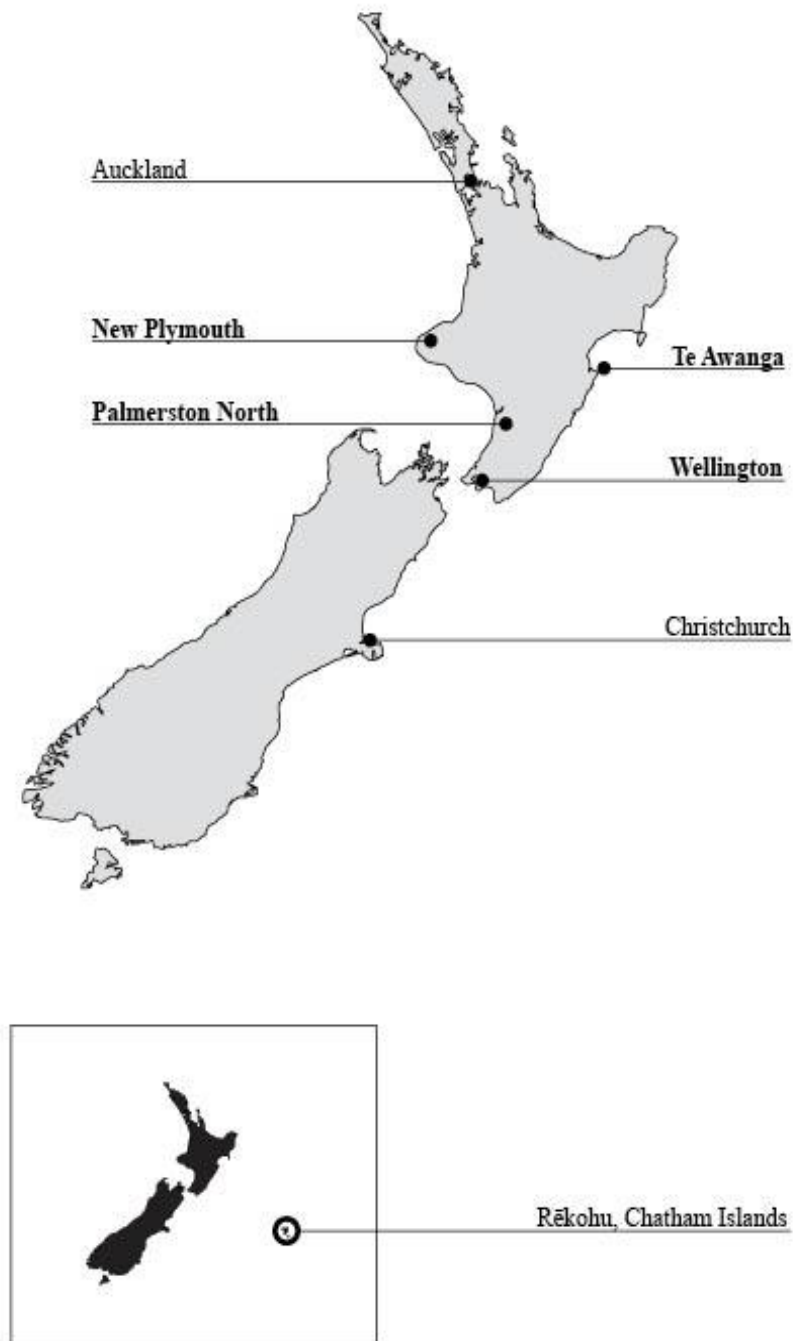 Auckland
New Plymouth
Te Awanga
Palmerston North
Wellington
Christchurch
Rēkohu, Chatham Islands